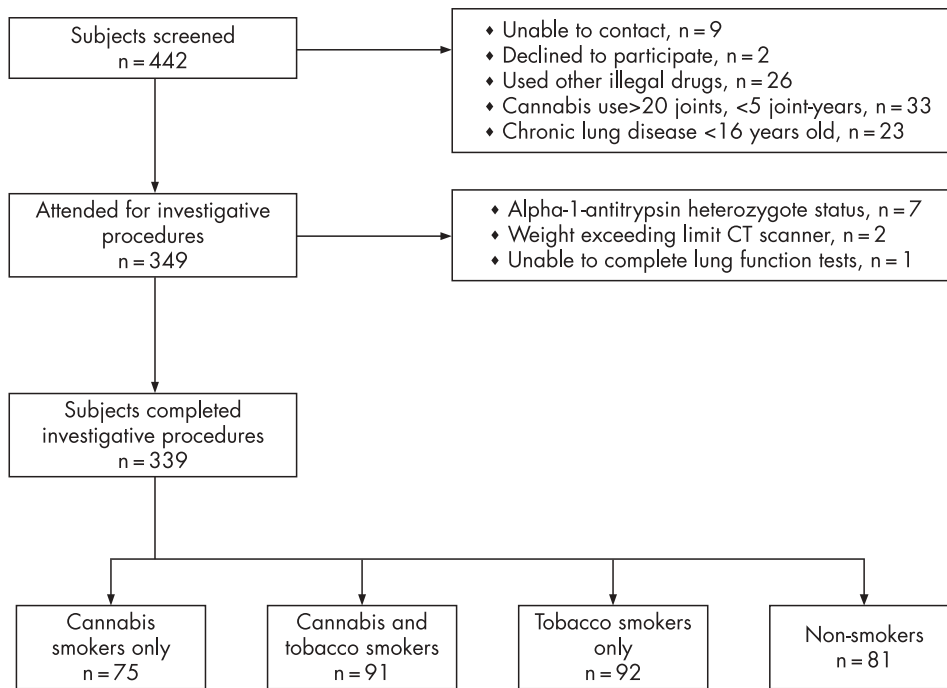 Subjects screened
n = 442
♦ Unable to contact, n = 9
♦ Declined to participate, n = 2
♦ Used other illegal drugs, n = 26
♦ Cannabis use>20 joints, <5 joint-years, n = 33
♦ Chronic lung disease <16 years old, n = 23
Attended for investigative
procedures
n = 349
♦ Alpha-1-antitrypsin heterozygote status, n = 7
♦ Weight exceeding limit CT scanner, n = 2
♦ Unable to complete lung function tests, n = 1
Subjects completed
investigative procedures
n = 339
Cannabis
smokers only
n = 75
Cannabis and
tobacco smokers
n = 91
Tobacco smokers
only
n = 92
Non-smokers
n = 81